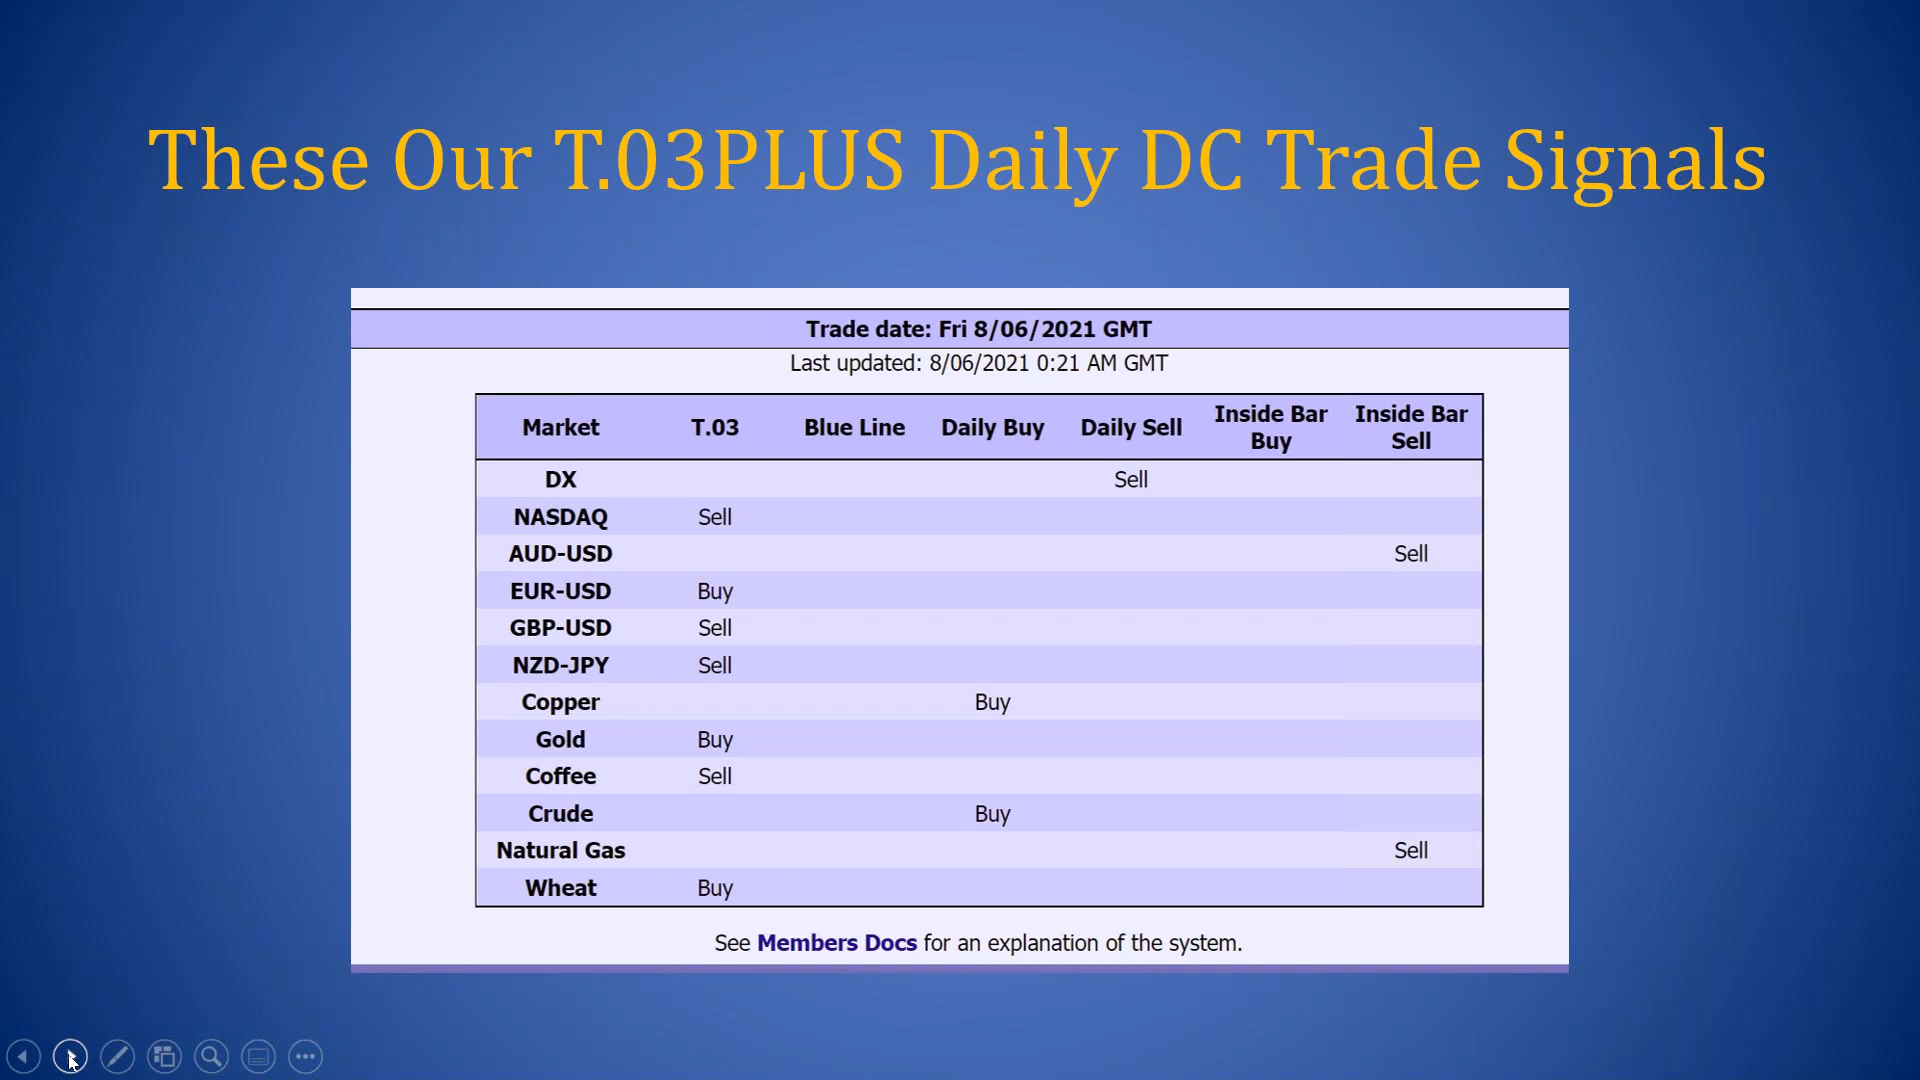 These Our T.03PLUS Daily DC Trade Signals
Trade date: Fri 8/06/2021 GMT
Last updated: 8/06/2021 0:21 AM GMT
Market T.03 Blue Line Daily Buy Daily Sell Inside Bar Buy Inside Bar Sell
DX Sell
NASDAQ Sell
AUD-USD Sell
EUR-USD Buy
GBP-USD Sell
NZD-JPY Sell
Copper Buy
Gold Buy
Coffee Sell
Crude Buy
Natural Gas Sell
Wheat Buy
See Members Docs for an explanation of the system.